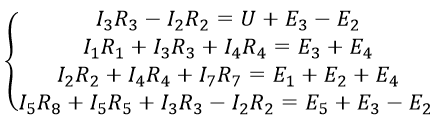 I₃R₃ − I₂R₂ = U + E₃ − E₂
I₁R₁ + I₃R₃ + I₄R₄ = E₃ + E₄
I₂R₂ + I₄R₄ + I₇R₇ = E₁ + E₂ + E₄
I₅R₈ + I₅R₅ + I₃R₃ − I₂R₂ = E₅ + E₃ − E₂